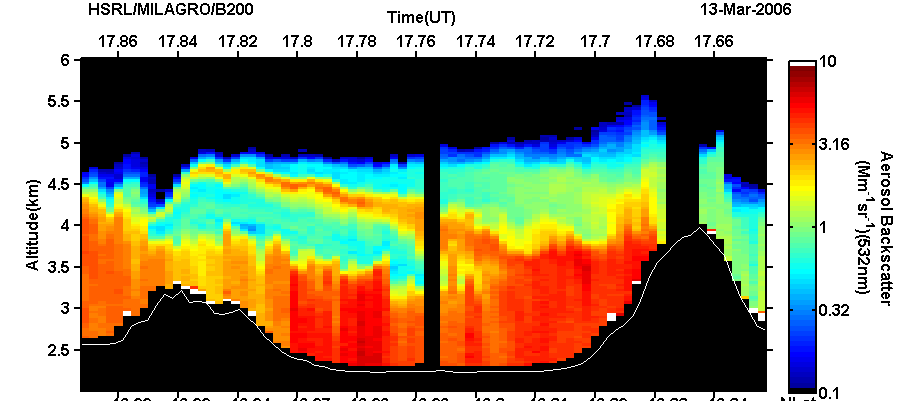 HSRL/MILAGRO/B200 Time(UT) 13-Mar-2006
17.86 17.84 17.82 17.8 17.78 17.76 17.74 17.72 17.7 17.68 17.66
6
5.5
5
4.5
4
3.5
3
2.5
Altitude(km)
10
3.16
1
0.32
0.1
Aerosol Backscatter
(Mm⁻¹ sr⁻¹)(532nm)